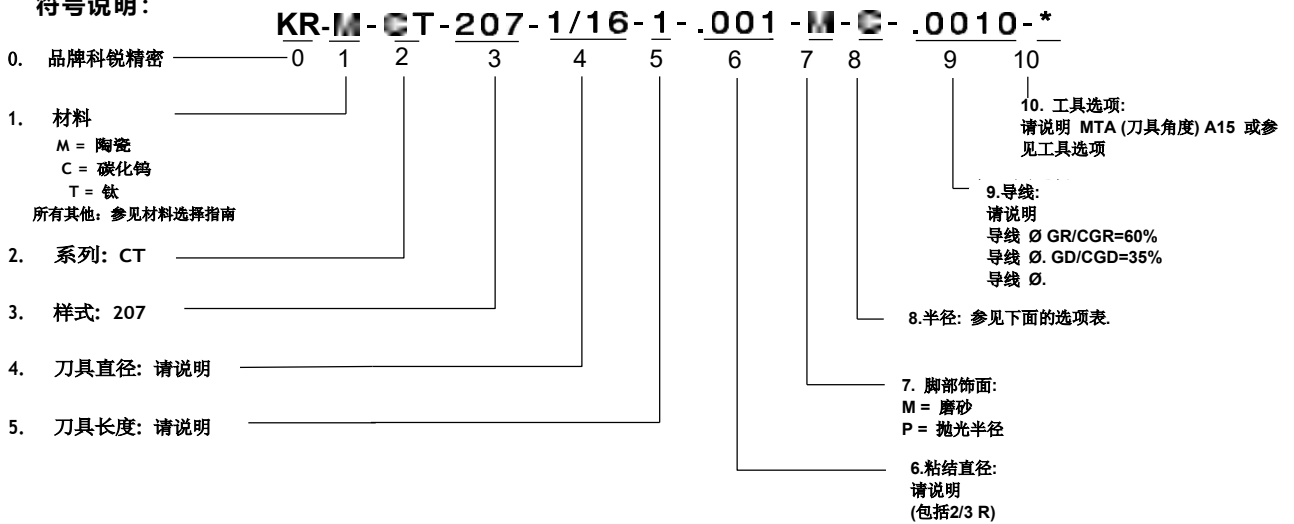 符号说明:
KR-M-CT-207-1/16-1-.001-M-C-.0010-*
0. 品牌科锐精密
0 1 2 3 4 5 6 7 8 9 10
1. 材料
M = 陶瓷
C = 碳化钨
T = 钛
所有其他: 参见材料选择指南
2. 系列: CT
3. 样式: 207
4. 刀具直径: 请说明
5. 刀具长度: 请说明
10. 工具选项:
请说明 MTA (刀具角度) A15 或参
见工具选项
9.导线:
请说明
导线 Ø GR/CGR=60%
导线 Ø. GD/CGD=35%
导线 Ø.
8.半径: 参见下面的选项表.
7. 脚部饰面:
M = 磨砂
P = 抛光半径
6.粘结直径:
请说明
(包括2/3 R)